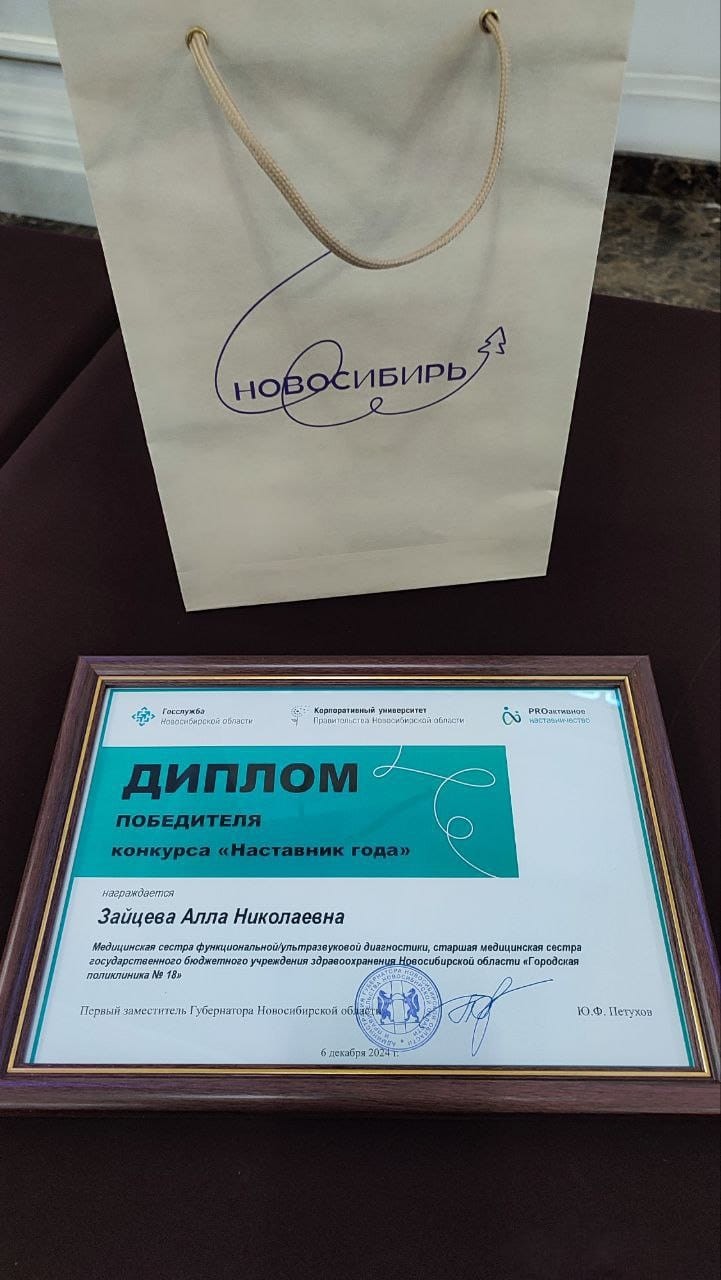 НОВОСИБИРЬ
Госслужба
Новосибирской области
Корпоративный университет
Правительства Новосибирской области
PROактивное
наставничество
ДИПЛОМ
ПОБЕДИТЕЛЯ
конкурса «Наставник года»
награждается
Зайцева Алла Николаевна
Медицинская сестра функциональной/ультразвуковой диагностики, старшая медицинская сестра
государственного бюджетного учреждения здравоохранения Новосибирской области «Городская
поликлиника № 18»
Первый заместитель Губернатора Новосибирской области
Ю.Ф. Петухов
6 декабря 2024 г.